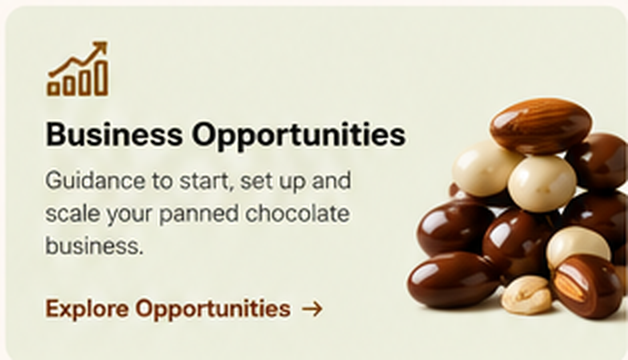 Business Opportunities
Guidance to start, set up and
scale your panned chocolate
business.
Explore Opportunities →